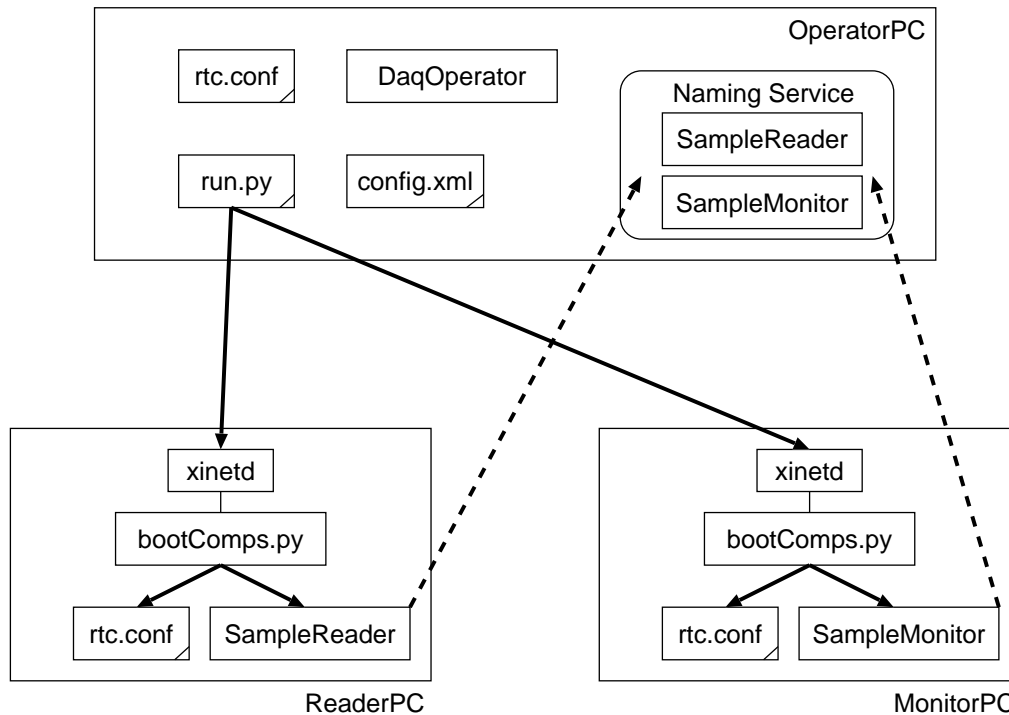 OperatorPC
rtc.conf
DaqOperator
Naming Service
SampleReader
SampleMonitor
run.py
config.xml
xinetd
bootComps.py
rtc.conf
SampleReader
ReaderPC
xinetd
bootComps.py
rtc.conf
SampleMonitor
MonitorPC